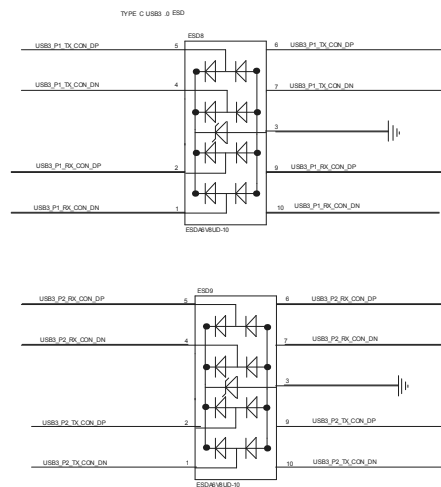 TYPE C USB3 .0 ESD
ESD8
USB3_P1_TX_CON_DP 5 6 USB3_P1_TX_CON_DP
USB3_P1_TX_CON_DN 4 7 USB3_P1_TX_CON_DN
3
USB3_P1_RX_CON_DP 2 9 USB3_P1_RX_CON_DP
USB3_P1_RX_CON_DN 1 10 USB3_P1_RX_CON_DN
ESDA6V8UD-10
ESD9
USB3_P2_RX_CON_DP 5 6 USB3_P2_RX_CON_DP
USB3_P2_RX_CON_DN 4 7 USB3_P2_RX_CON_DN
3
USB3_P2_TX_CON_DP 2 9 USB3_P2_TX_CON_DP
USB3_P2_TX_CON_DN 1 10 USB3_P2_TX_CON_DN
ESDA6V8UD-10